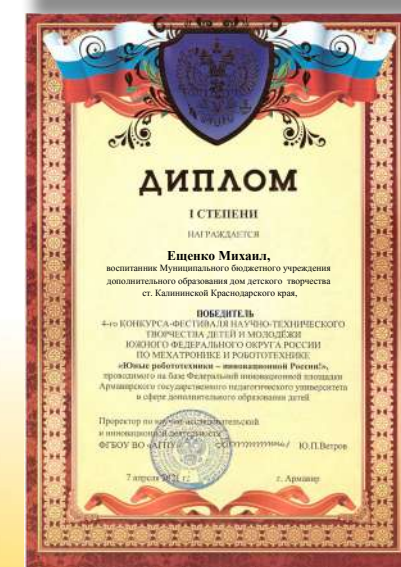 ДИПЛОМ
I СТЕПЕНИ
НАГРАЖДАЕТСЯ
Ещенко Михаил,
воспитанник Муниципального бюджетного учреждения
дополнительного образования дом детского творчества
ст. Калининской Краснодарского края,
ПОБЕДИТЕЛЬ
4-го КОНКУРСА-ФЕСТИВАЛЯ НАУЧНО-ТЕХНИЧЕСКОГО
ТВОРЧЕСТВА ДЕТЕЙ И МОЛОДЁЖИ
ЮЖНОГО ФЕДЕРАЛЬНОГО ОКРУГА РОССИИ
ПО МЕХАТРОНИКЕ И РОБОТОТЕХНИКЕ
«Юные робототехники – инновационной России!»,
проводимого на базе Федеральной инновационной площадки
Армавирского государственного педагогического университета
в сфере дополнительного образования детей
Проректор по научно-исследовательской
и инновационной деятельности
ФГБОУ ВО «АГПУ» Ю.П.Ветров
7 апреля 2021 г. г. Армавир